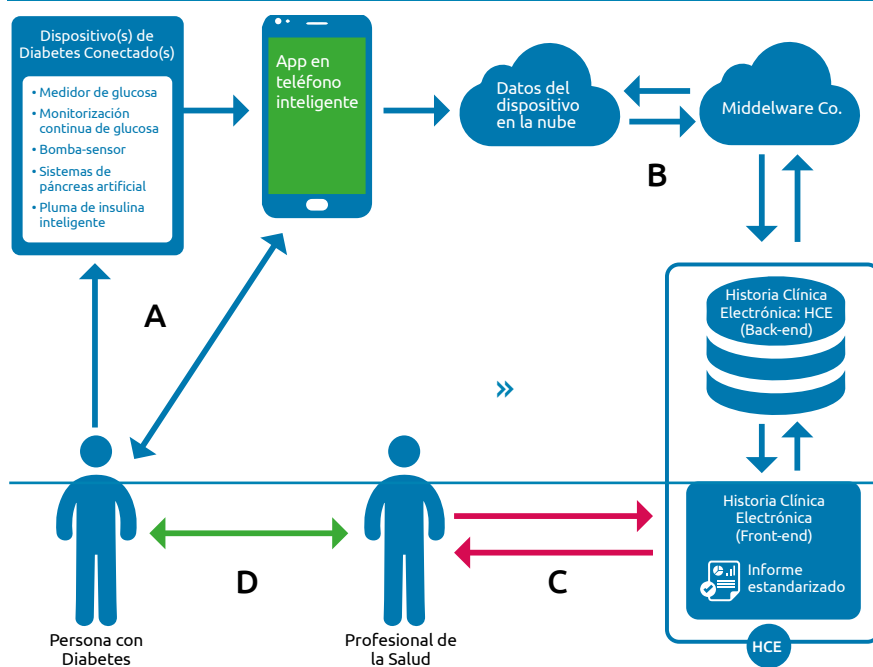 Dispositivo(s) de
Diabetes Conectado(s)
• Medidor de glucosa
• Monitorización
continua de glucosa
• Bomba-sensor
• Sistemas de
páncreas artificial
• Pluma de insulina
inteligente
App en
teléfono
inteligente
Datos del
dispositivo
en la nube
Middelware Co.
B
A
Historia Clínica
Electrónica: HCE
(Back-end)
»
Historia Clínica
Electrónica
(Front-end)
Informe
estandarizado
D
C
Persona con
Diabetes
Profesional de
la Salud
HCE